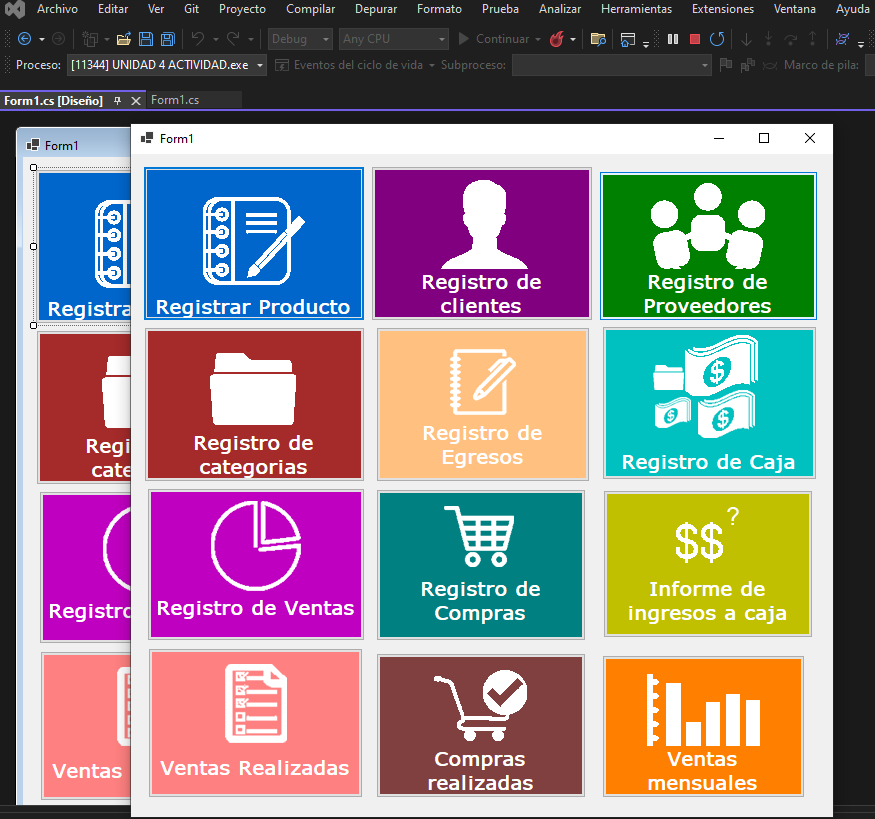 Archivo Editar Ver Git Proyecto Compilar Depurar Formato Prueba Analizar Herramientas Extensiones Ventana Ayuda
Debug Any CPU Continuar
Proceso: [11344] UNIDAD 4 ACTIVIDAD.exe Eventos del ciclo de vida Subproceso: Marco de pila:
Form1.cs [Diseño] Form1.cs
Form1
Form1
Registra
Registrar Producto
Registro de
clientes
Registro de
Proveedores
Regi
cate
Registro de
categorias
Registro de
Egresos
$
$
$
Registro de Caja
Registro
Registro de Ventas
Registro de
Compras
$$?
Informe de
ingresos a caja
Ventas
Ventas Realizadas
Compras
realizadas
Ventas
mensuales